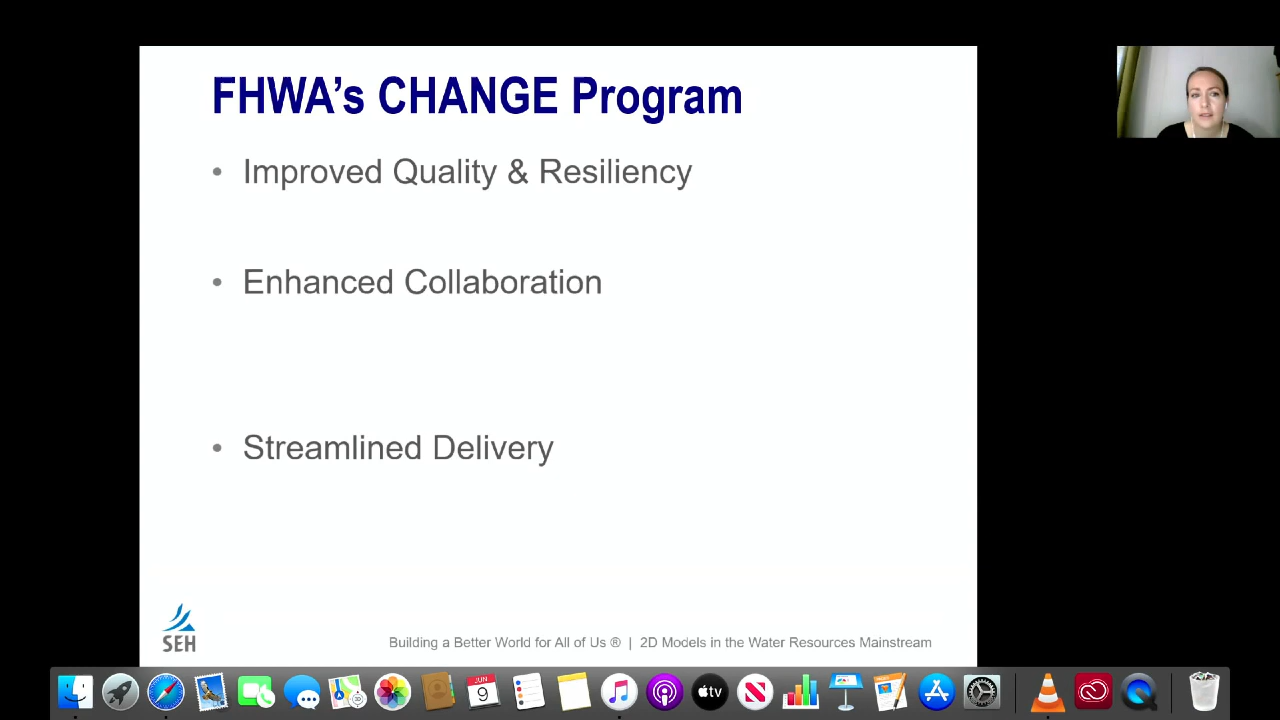 FHWA's CHANGE Program
• Improved Quality & Resiliency
• Enhanced Collaboration
• Streamlined Delivery
SEH
Building a Better World for All of Us ® | 2D Models in the Water Resources Mainstream
JUN
9
tv